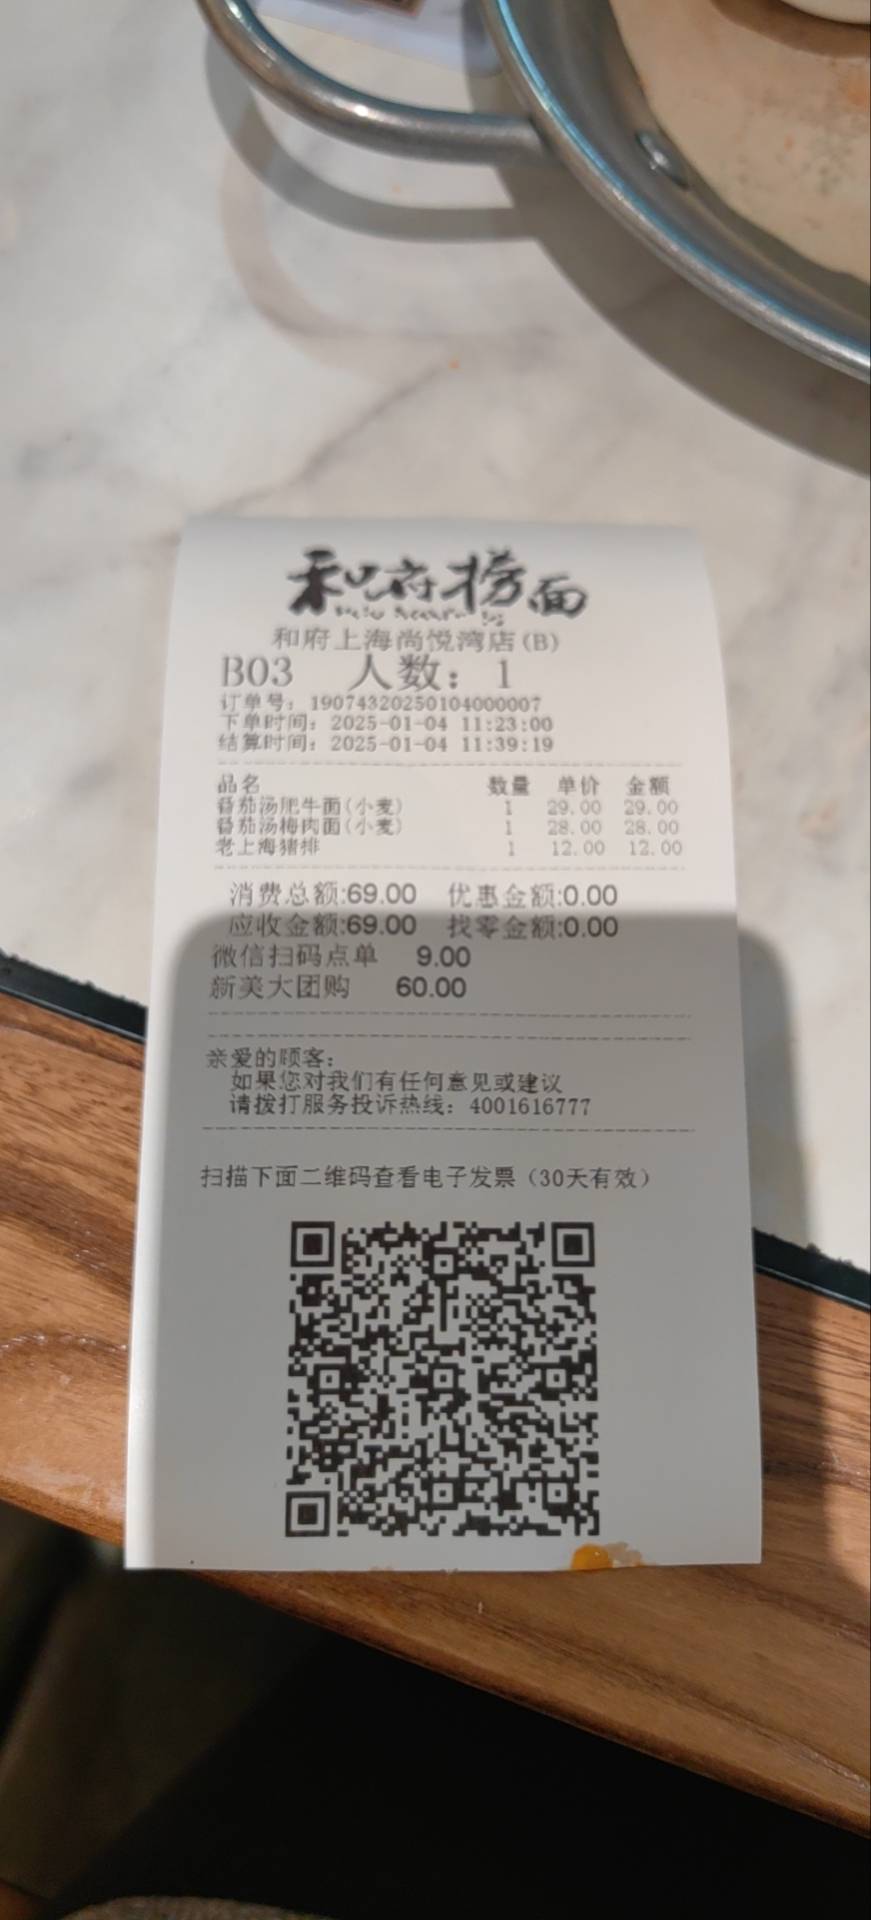 和府捞面
和府上海尚悦湾店(B)
B03 人数：1
订单号：19074320250104000007
下单时间：2025-01-04 11:23:00
结算时间：2025-01-04 11:39:19
品名 数量 单价 金额
番茄汤肥牛面(小麦) 1 29.00 29.00
番茄汤梅肉面(小麦) 1 28.00 28.00
老上海猪排 1 12.00 12.00
消费总额:69.00 优惠金额:0.00
应收金额:69.00 找零金额:0.00
微信扫码点单 9.00
新美大团购 60.00
亲爱的顾客：
如果您对我们有任何意见或建议
请拨打服务投诉热线：4001616777
扫描下面二维码查看电子发票（30天有效）